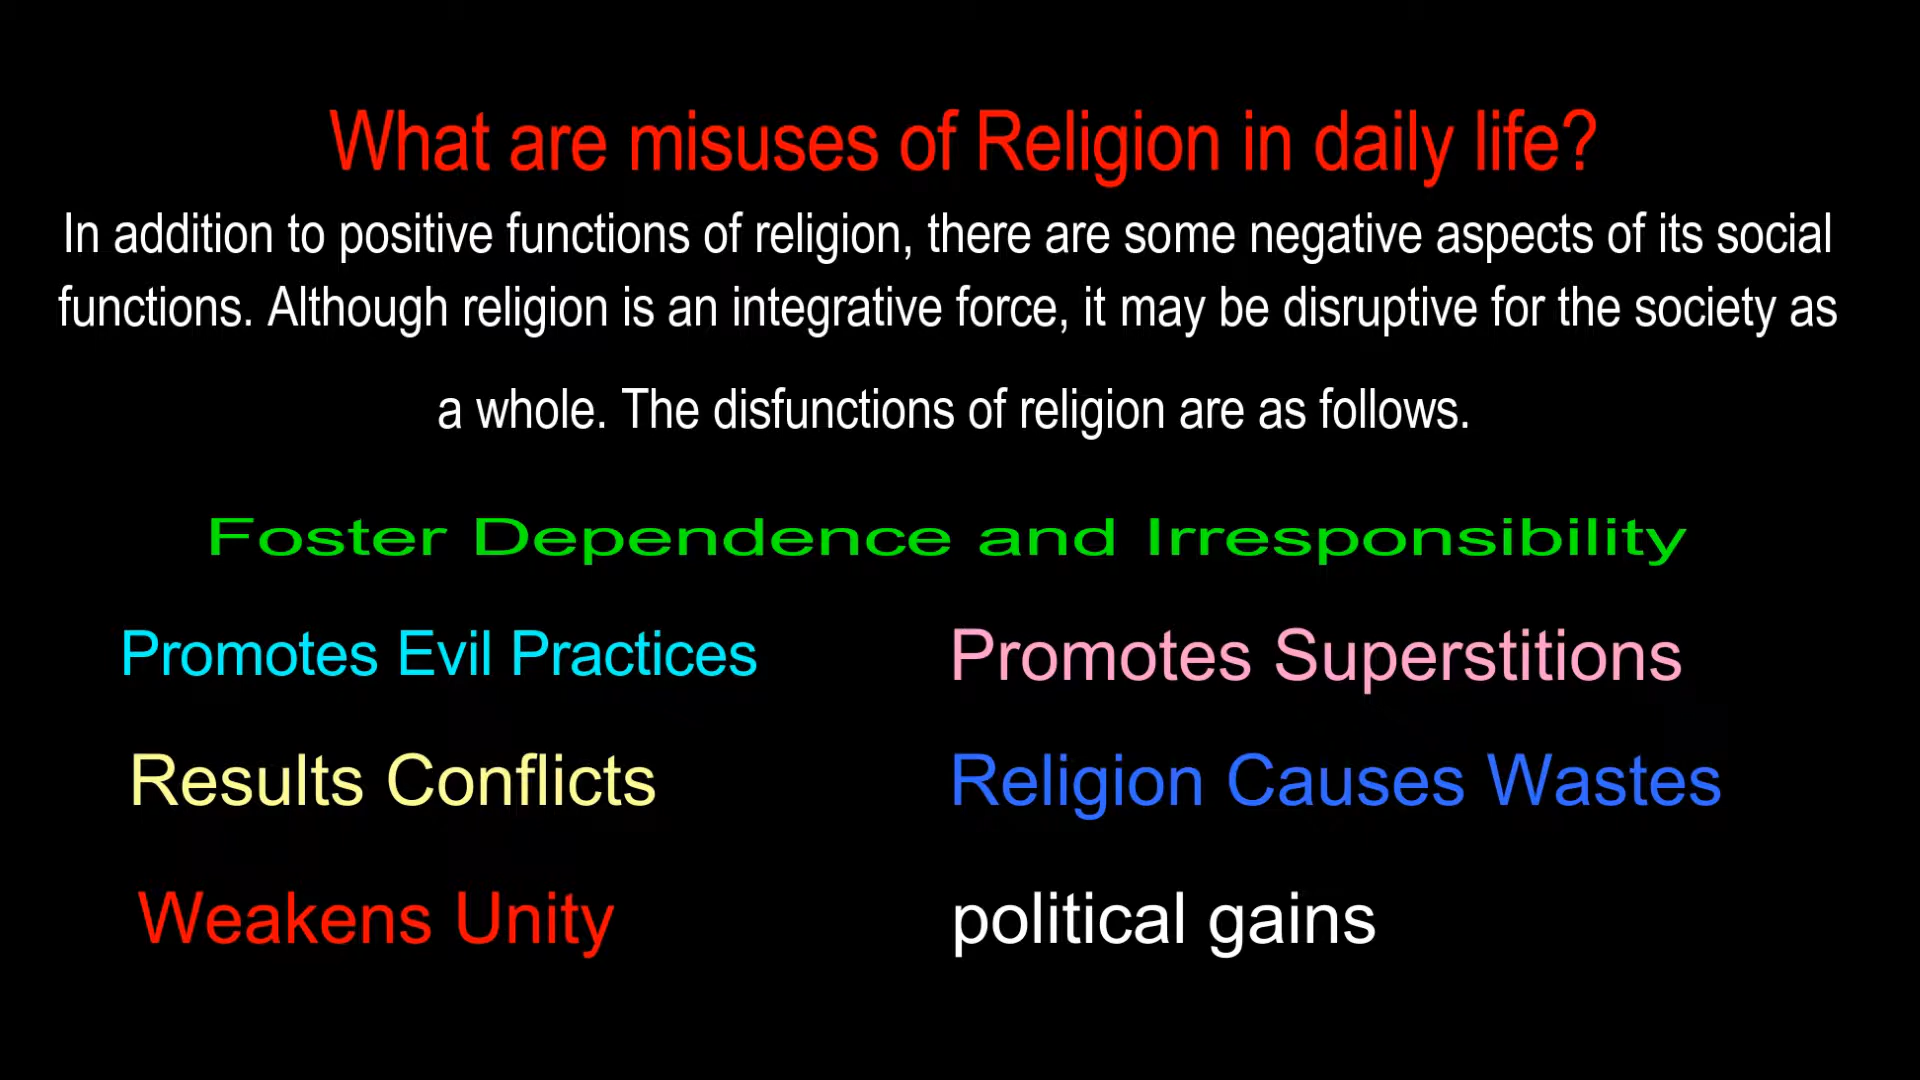 What are misuses of Religion in daily life?
In addition to positive functions of religion, there are some negative aspects of its social
functions. Although religion is an integrative force, it may be disruptive for the society as
a whole. The disfunctions of religion are as follows.
Foster Dependence and Irresponsibility
Promotes Evil Practices
Promotes Superstitions
Results Conflicts
Religion Causes Wastes
Weakens Unity
political gains